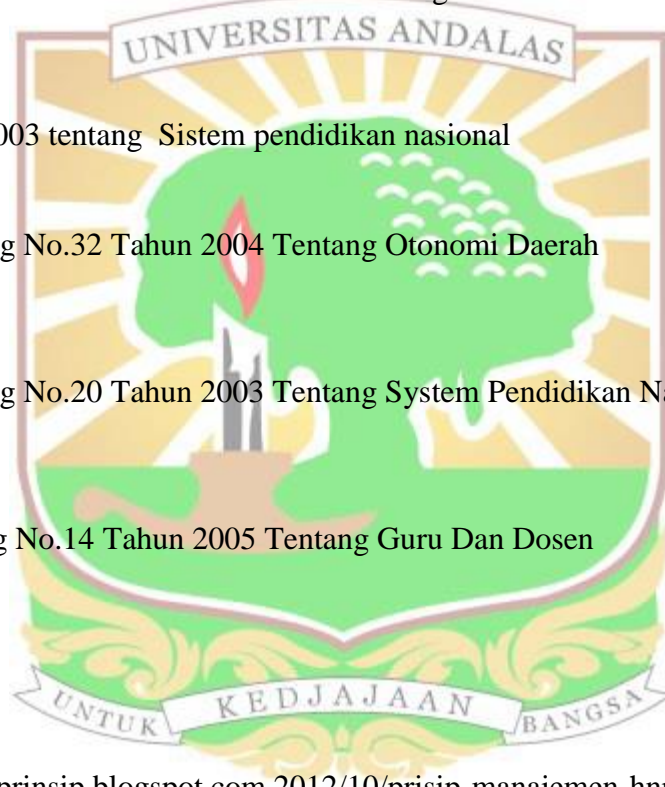 UNIVERSITAS ANDALAS
003 tentang Sistem pendidikan nasional
g No.32 Tahun 2004 Tentang Otonomi Daerah
g No.20 Tahun 2003 Tentang System Pendidikan Na
g No.14 Tahun 2005 Tentang Guru Dan Dosen
UNTUK KEDJAJAAN BANGSA